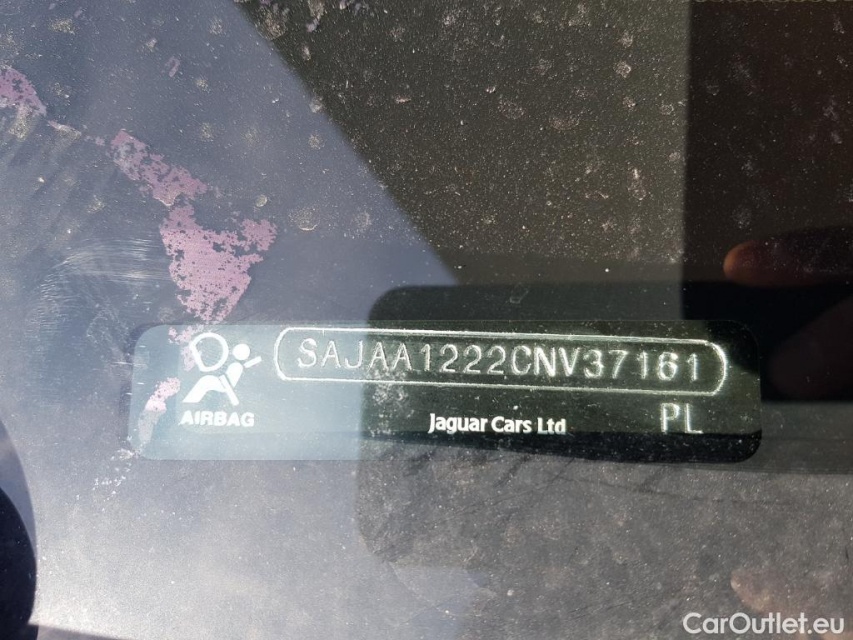 SAJAA1222CNV37161
AIRBAG
Jaguar Cars Ltd
PL
CarOutlet.eu